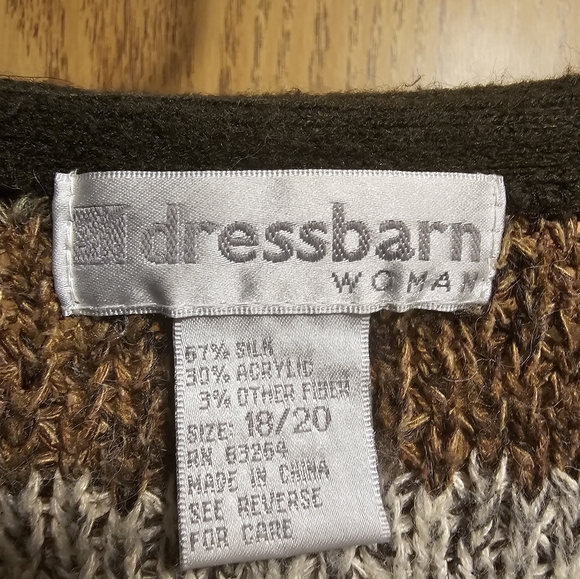 dressbarn
WOMAN
67% SILK
30% ACRYLIC
3% OTHER FIBER
SIZE: 18/20
RN 63264
MADE IN CHINA
SEE REVERSE
FOR CARE